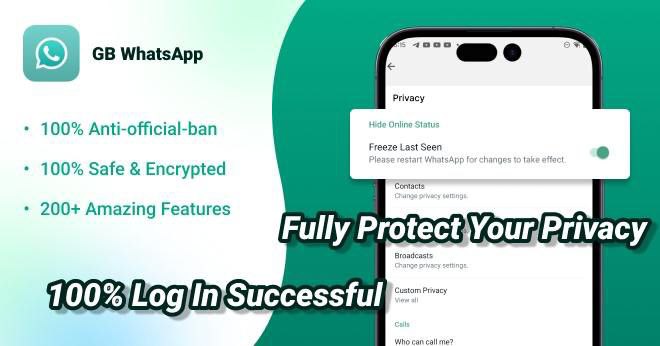 GB WhatsApp
• 100% Anti-official-ban
• 100% Safe & Encrypted
• 200+ Amazing Features
100% Log In Successful
Privacy
Hide Online Status
Freeze Last Seen
Please restart WhatsApp for changes to take effect.
Contacts
Change privacy settings.
Fully Protect Your Privacy
Broadcasts
Change privacy settings.
Custom Privacy
View all
Calls
Who can call me?